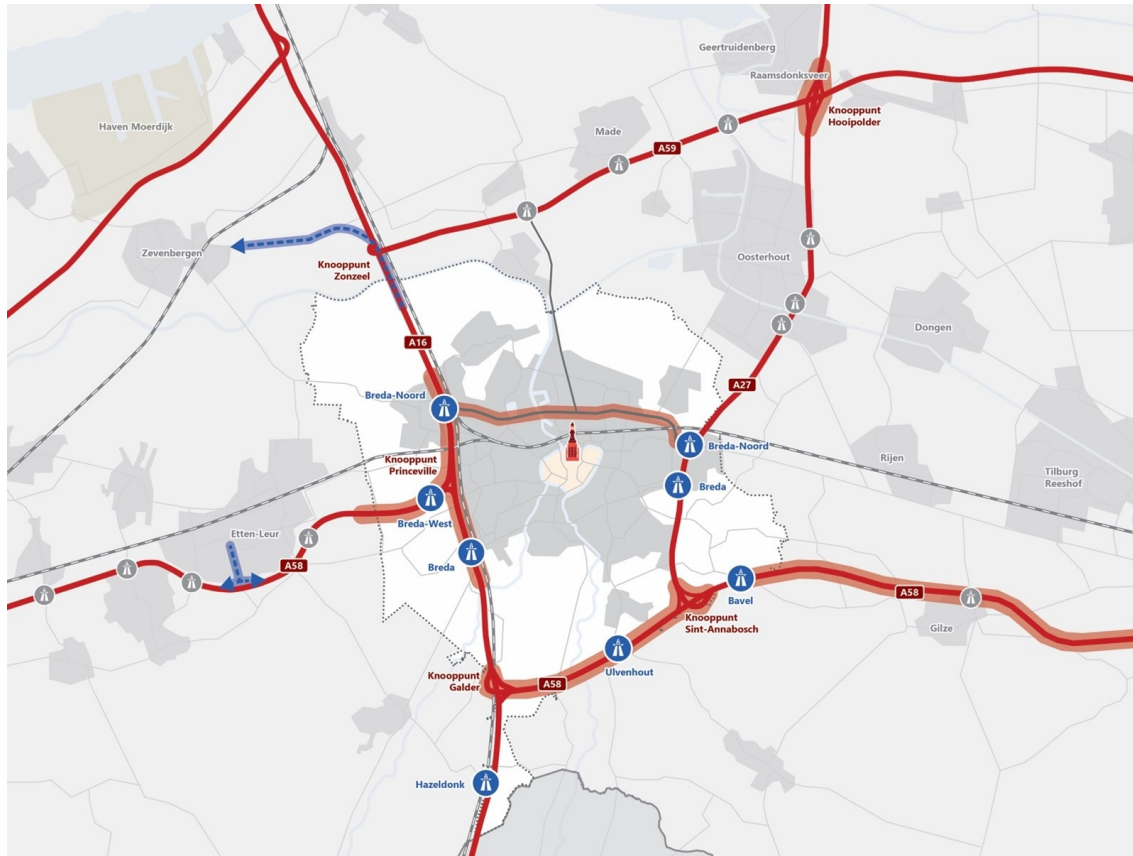 Geertruidenberg
Raamsdonksveer
Knooppunt
Hooipolder
Haven Moerdijk
Made
A59
Zevenbergen
Knooppunt
Zonzeel
Oosterhout
Dongen
A16
A27
Breda-Noord
Breda-Noord
Knooppunt
Princeville
Rijen
Tilburg
Reeshof
Breda
Breda-West
Etten-Leur
A58
Breda
Bavel
A58
Knooppunt
Sint-Annabosch
Gilze
Ulvenhout
Knooppunt
Galder
A58
Hazeldonk